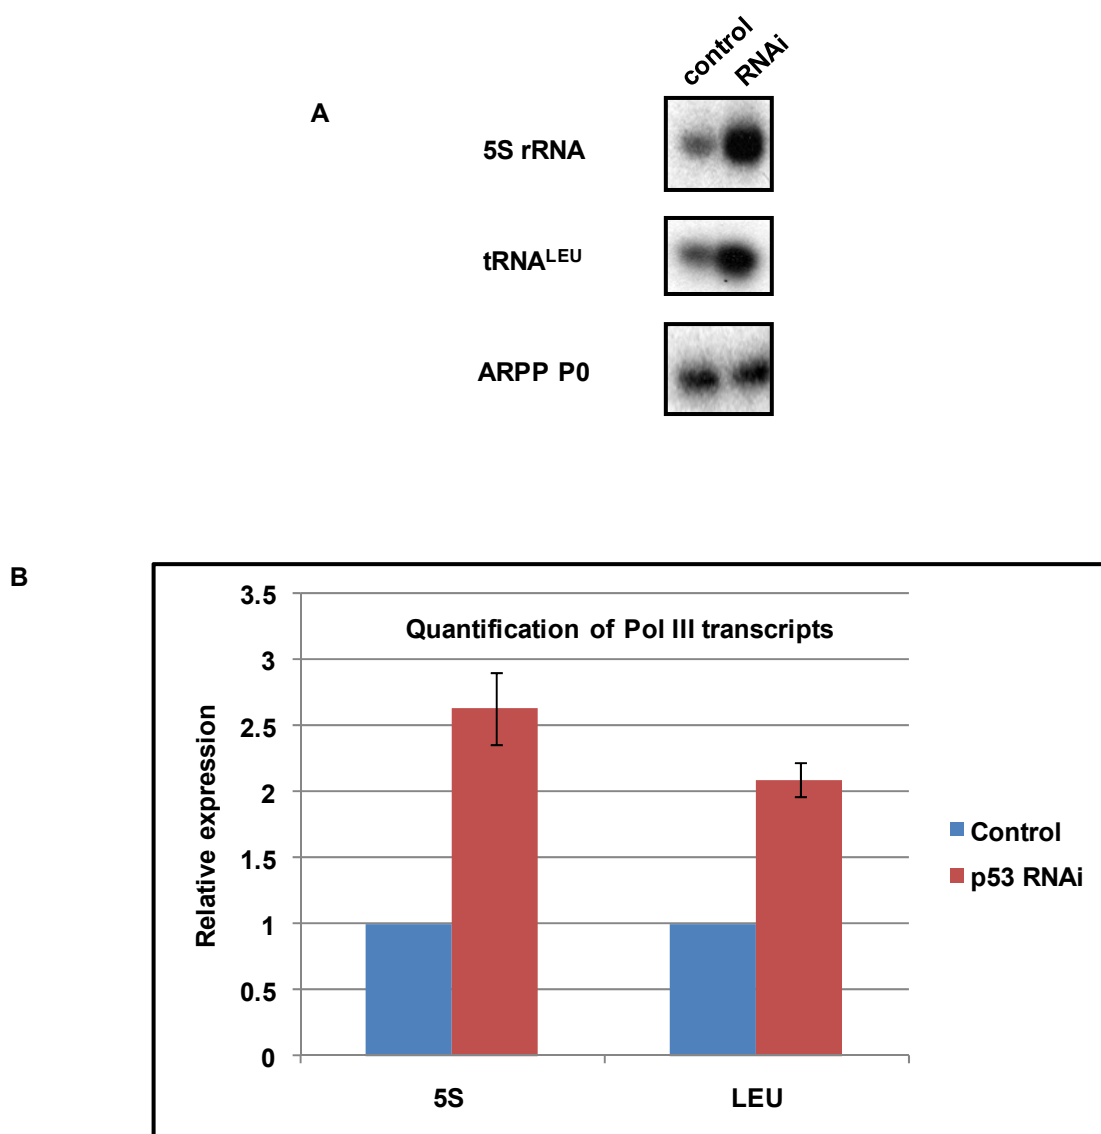 control RNAi
A
5S rRNA
tRNALEU
ARPP P0
B
Quantification of Pol III transcripts
Relative expression
3.5
3
2.5
2
1.5
1
0.5
0
5S LEU
Control
p53 RNAi